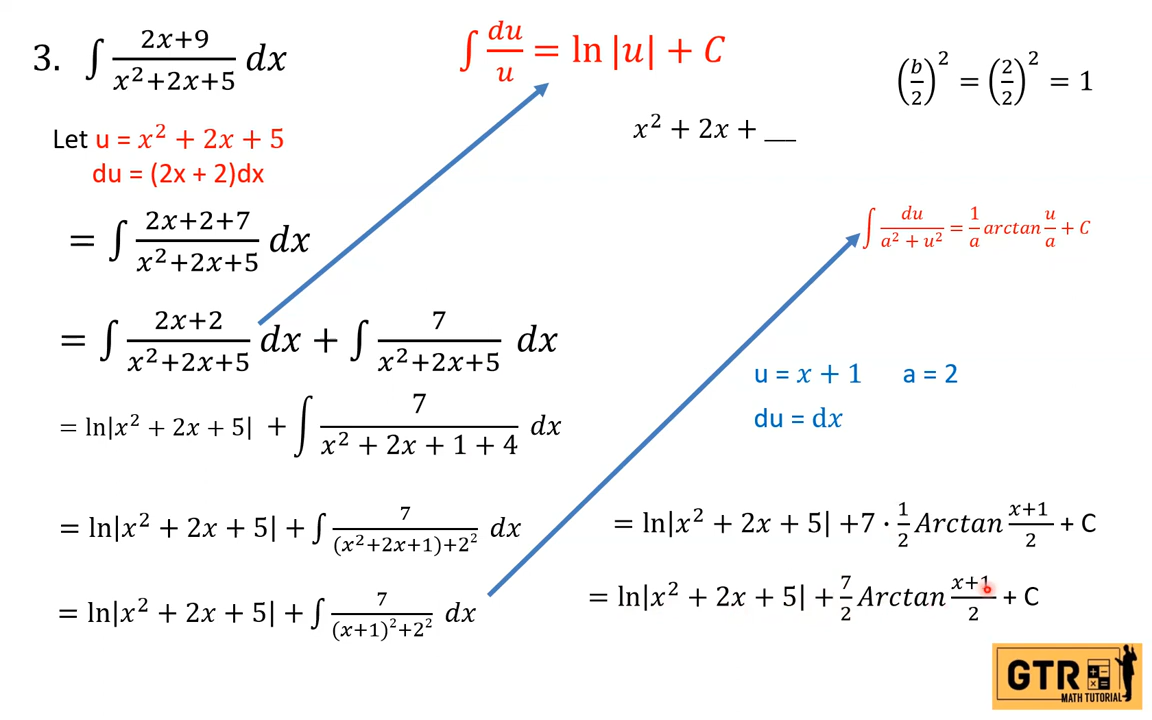 3. ∫ (2x+9)/(x²+2x+5) dx
∫ du/u = ln |u| + C
(b/2)² = (2/2)² = 1
x² + 2x + __
Let u = x² + 2x + 5
du = (2x + 2)dx
= ∫ (2x+2+7)/(x²+2x+5) dx
∫ du/(a² + u²) = 1/a arctan u/a + C
= ∫ (2x+2)/(x²+2x+5) dx + ∫ 7/(x²+2x+5) dx
u = x + 1 a = 2
du = dx
= ln|x² + 2x + 5| + ∫ 7/(x² + 2x + 1 + 4) dx
= ln|x² + 2x + 5| + ∫ 7/((x²+2x+1)+2²) dx
= ln|x² + 2x + 5| + ∫ 7/((x+1)²+2²) dx
= ln|x² + 2x + 5| +7 · 1/2 Arctan (x+1)/2 + C
= ln|x² + 2x + 5| + 7/2 Arctan (x+1)/2 + C
GTR
MATH TUTORIAL